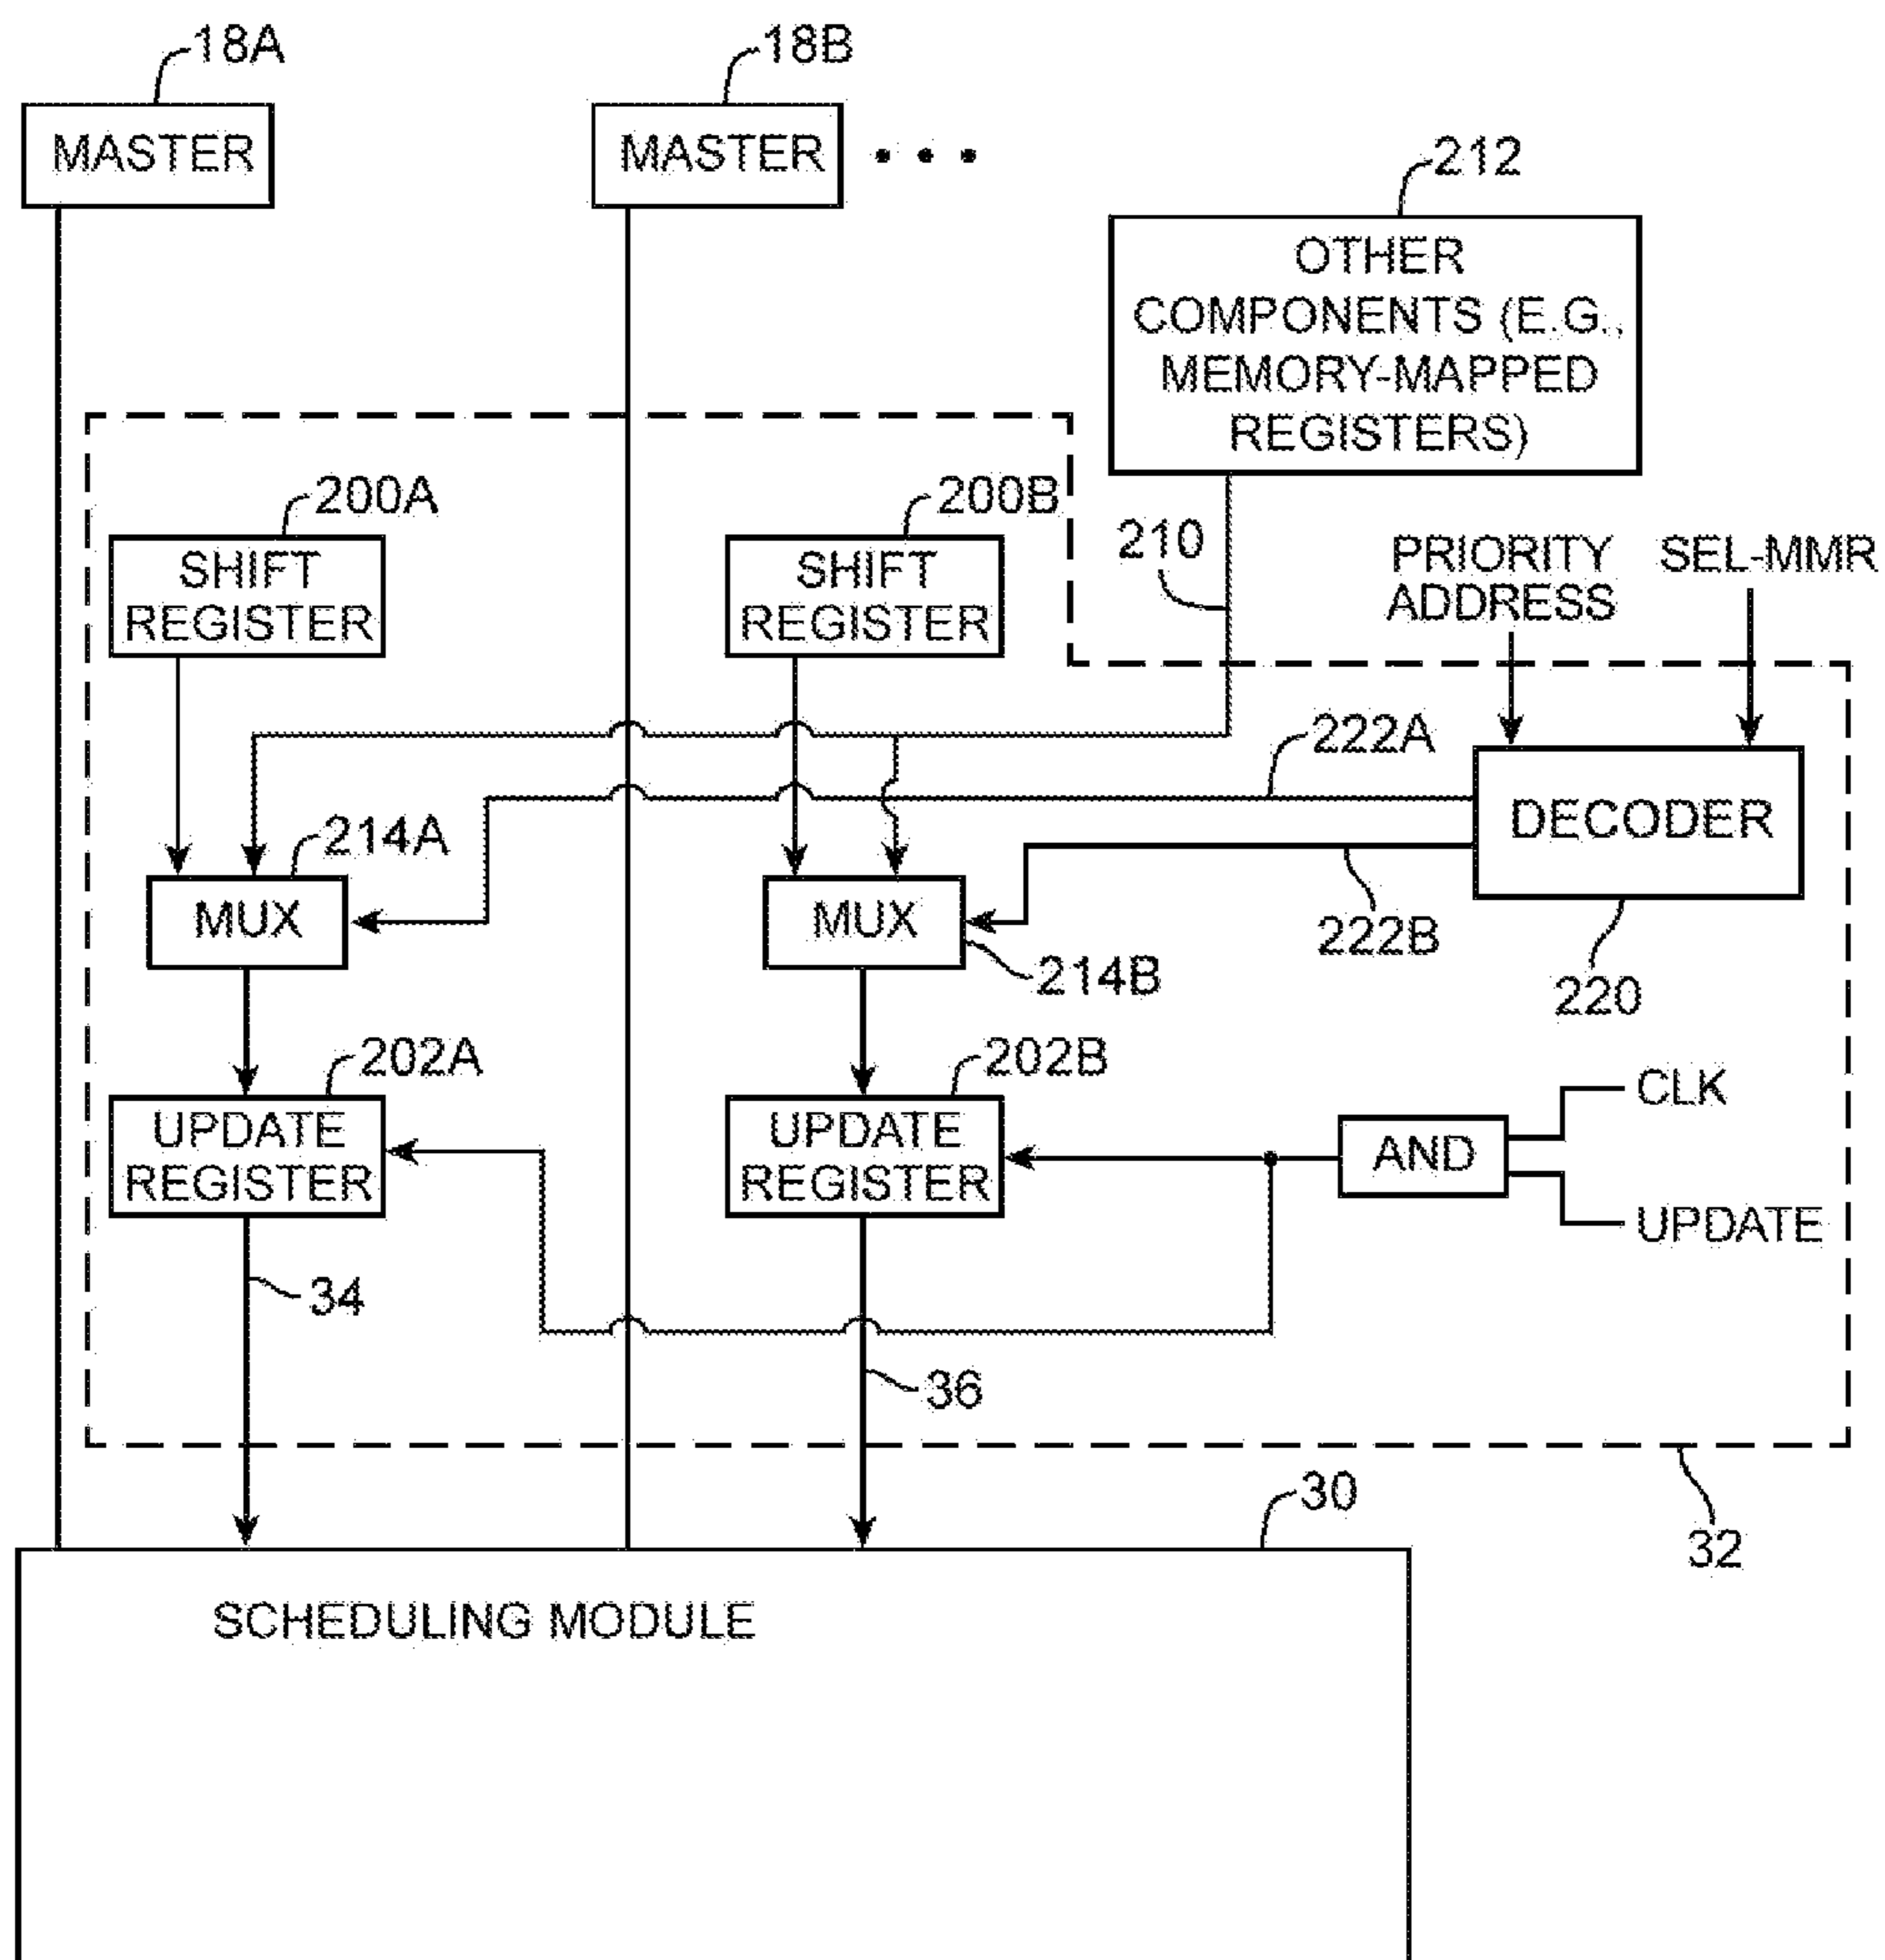 18A
18B
MASTER
MASTER
• • •
212
OTHER
COMPONENTS (E.G.,
MEMORY-MAPPED
REGISTERS)
200A
200B
SHIFT
REGISTER
SHIFT
REGISTER
210
PRIORITY
ADDRESS
SEL-MMR
222A
DECODER
214A
MUX
MUX
222B
214B
220
202A
202B
UPDATE
REGISTER
UPDATE
REGISTER
AND
CLK
UPDATE
34
36
30
32
SCHEDULING MODULE